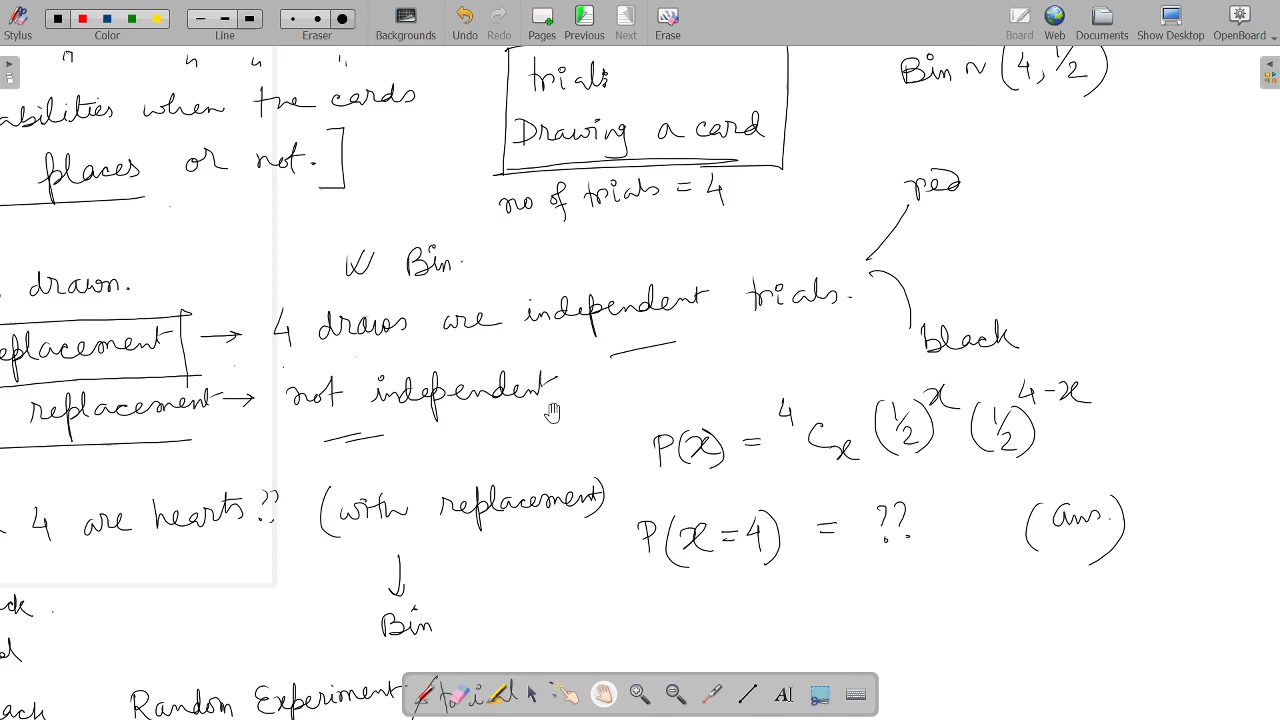 Stylus
Color
Line
Eraser
Backgrounds
Undo
Redo
Pages
Previous
Next
Erase
Board
Web
Documents
Show Desktop
OpenBoard
abilities when the cards
places or not.]
trials
Drawing a card
no of trials = 4
Bin ~ (4, 1/2)
red
black
drawn.
Bin.
eplacement → 4 draws are independent trials.
replacement → not independent
P(x) = ⁴Cx (1/2)^x (1/2)^4-x
4 are hearts?? (with replacement)
P(x=4) = ?? (ans.)
↓
Bin
ck.
ack
Random Experiment